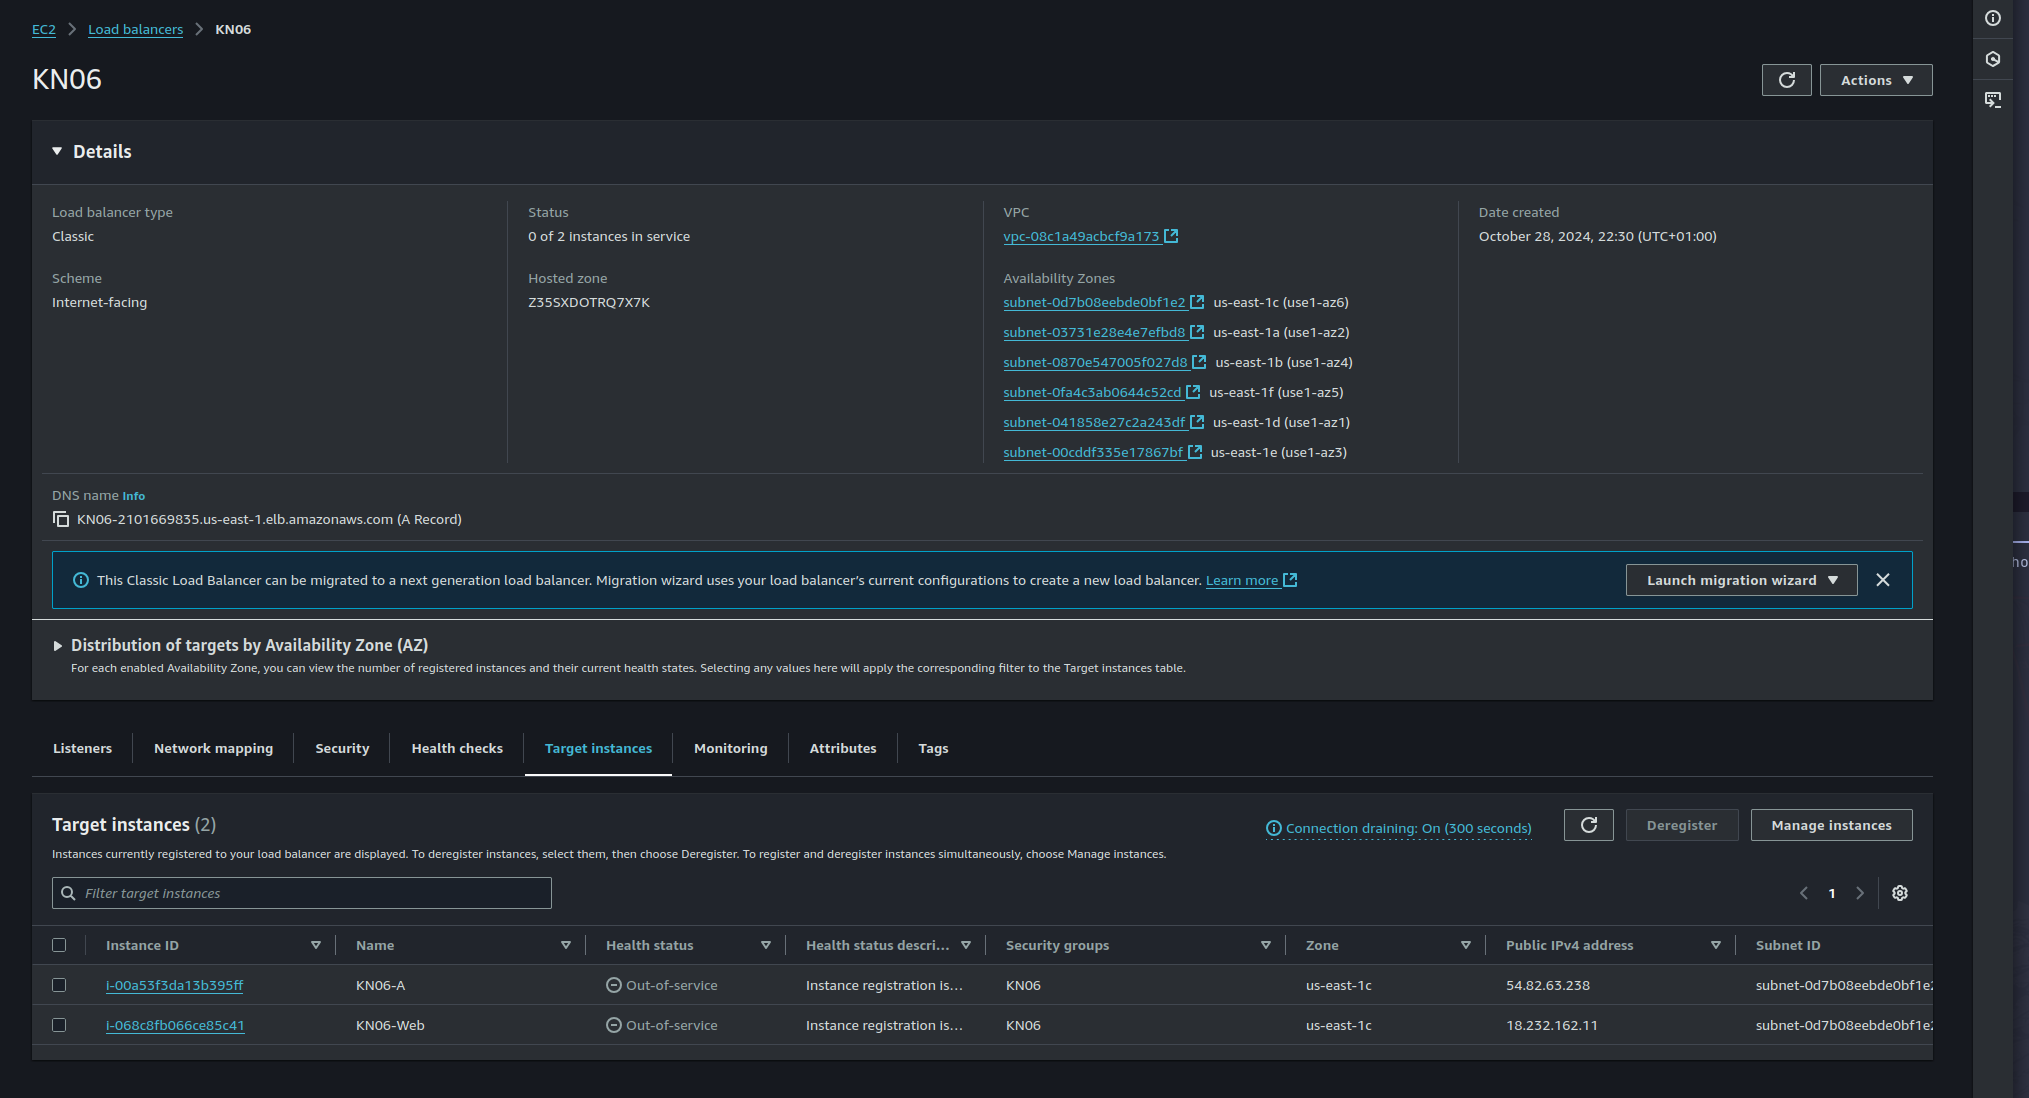 EC2 > Load balancers > KN06
KN06
Actions
Details
Load balancer type
Classic
Scheme
Internet-facing
Status
0 of 2 instances in service
Hosted zone
Z35SXDOTRQ7X7K
VPC
vpc-08c1a49acbcf9a173
Availability Zones
subnet-0d7b08eebde0bf1e2 us-east-1c (use1-az6)
subnet-03731e28e4e7efbd8 us-east-1a (use1-az2)
subnet-0870e547005f027d8 us-east-1b (use1-az4)
subnet-0fa4c3ab0644c52cd us-east-1f (use1-az5)
subnet-041858e27c2a243df us-east-1d (use1-az1)
subnet-00cddf335e17867bf us-east-1e (use1-az3)
Date created
October 28, 2024, 22:30 (UTC+01:00)
DNS name Info
KN06-2101669835.us-east-1.elb.amazonaws.com (A Record)
This Classic Load Balancer can be migrated to a next generation load balancer. Migration wizard uses your load balancer's current configurations to create a new load balancer. Learn more
Launch migration wizard
Distribution of targets by Availability Zone (AZ)
For each enabled Availability Zone, you can view the number of registered instances and their current health states. Selecting any values here will apply the corresponding filter to the Target instances table.
Listeners Network mapping Security Health checks Target instances Monitoring Attributes Tags
Target instances (2)
Connection draining: On (300 seconds)
Deregister
Manage instances
Instances currently registered to your load balancer are displayed. To deregister instances, select them, then choose Deregister. To register and deregister instances simultaneously, choose Manage instances.
Filter target instances
1
Instance ID Name Health status Health status descri... Security groups Zone Public IPv4 address Subnet ID
i-00a53f3da13b395ff KN06-A Out-of-service Instance registration is... KN06 us-east-1c 54.82.63.238 subnet-0d7b08eebde0bf1e2
i-068c8fb066ce85c41 KN06-Web Out-of-service Instance registration is... KN06 us-east-1c 18.232.162.11 subnet-0d7b08eebde0bf1e2